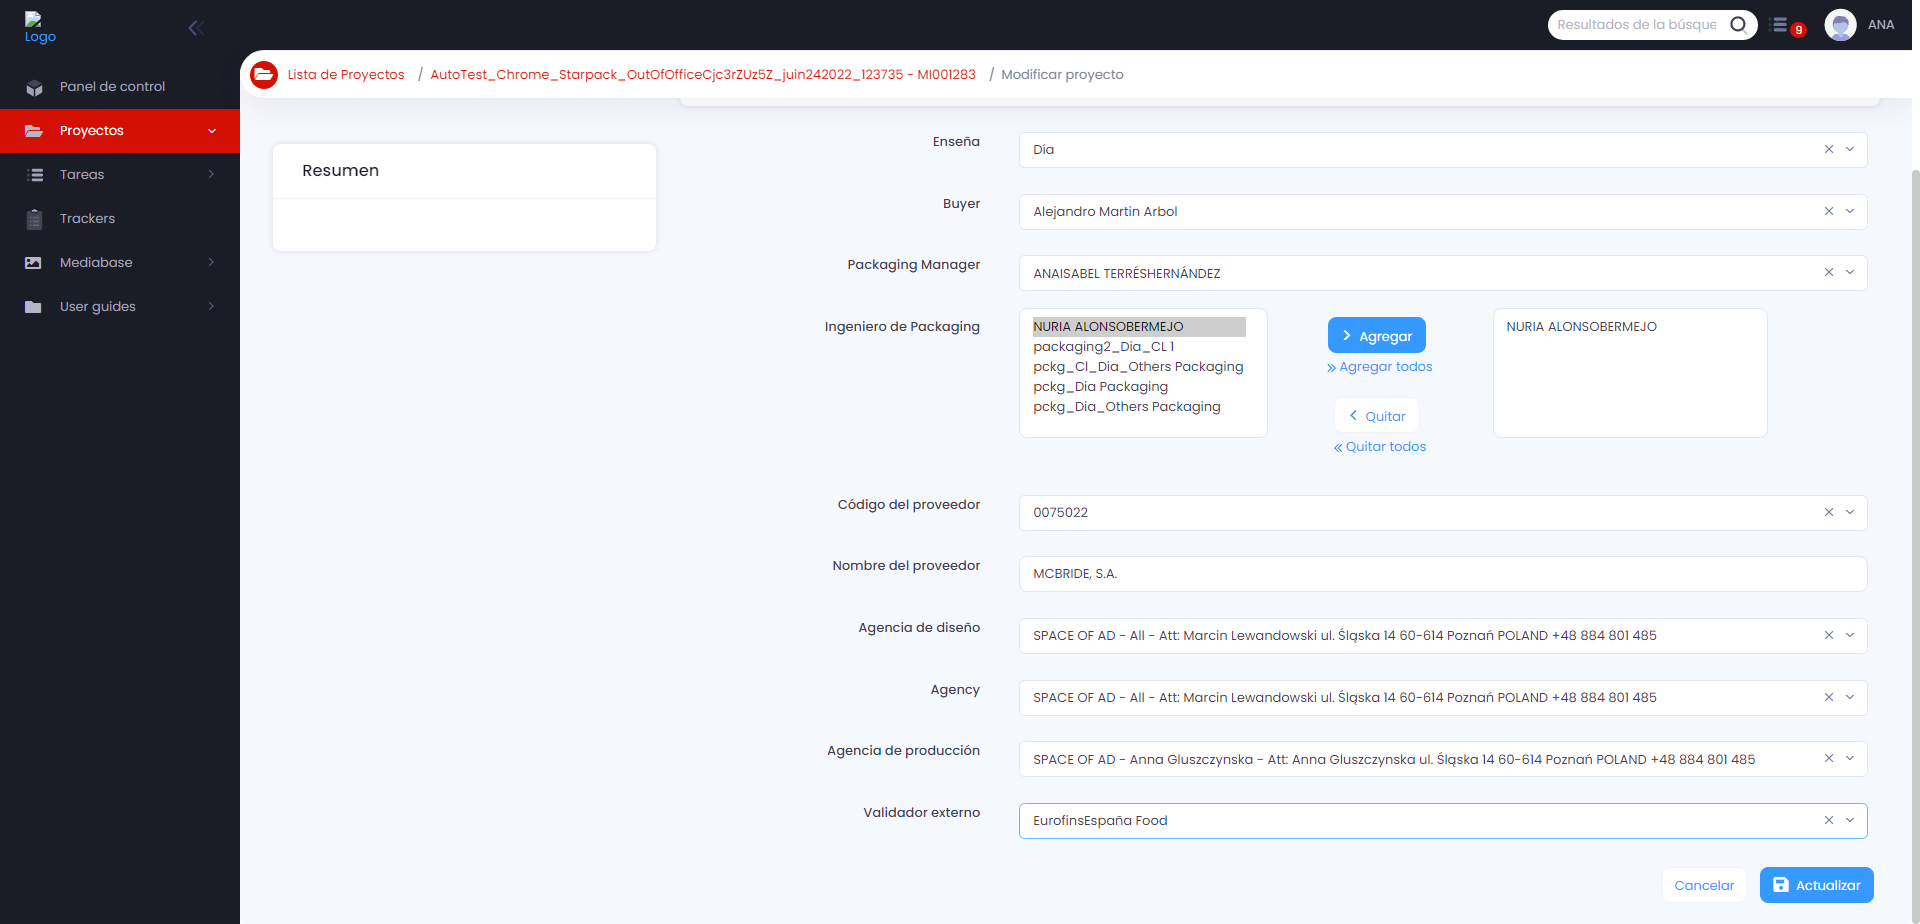 Logo
Resultados de la búsque
9
ANA
Panel de control
Proyectos
Tareas
Trackers
Mediabase
User guides
Lista de Proyectos / AutoTest_Chrome_Starpack_OutOfOfficeCjc3rZUz5Z_juin242022_123735 - MI001283 / Modificar proyecto
Resumen
Enseña
Día
Buyer
Alejandro Martin Arbol
Packaging Manager
ANAISABEL TERRÉSHERNÁNDEZ
Ingeniero de Packaging
NURIA ALONSOBERMEJO
packaging2_Dia_CL 1
pckg_Cl_Dia_Others Packaging
pckg_Dia Packaging
pckg_Dia_Others Packaging
Agregar
Agregar todos
Quitar
Quitar todos
NURIA ALONSOBERMEJO
Código del proveedor
0075022
Nombre del proveedor
MCBRIDE, S.A.
Agencia de diseño
SPACE OF AD - All - Att: Marcin Lewandowski ul. Śląska 14 60-614 Poznań POLAND +48 884 801 485
Agency
SPACE OF AD - All - Att: Marcin Lewandowski ul. Śląska 14 60-614 Poznań POLAND +48 884 801 485
Agencia de producción
SPACE OF AD - Anna Gluszczynska - Att: Anna Gluszczynska ul. Śląska 14 60-614 Poznań POLAND +48 884 801 485
Validador externo
EurofinsEspaña Food
Cancelar
Actualizar